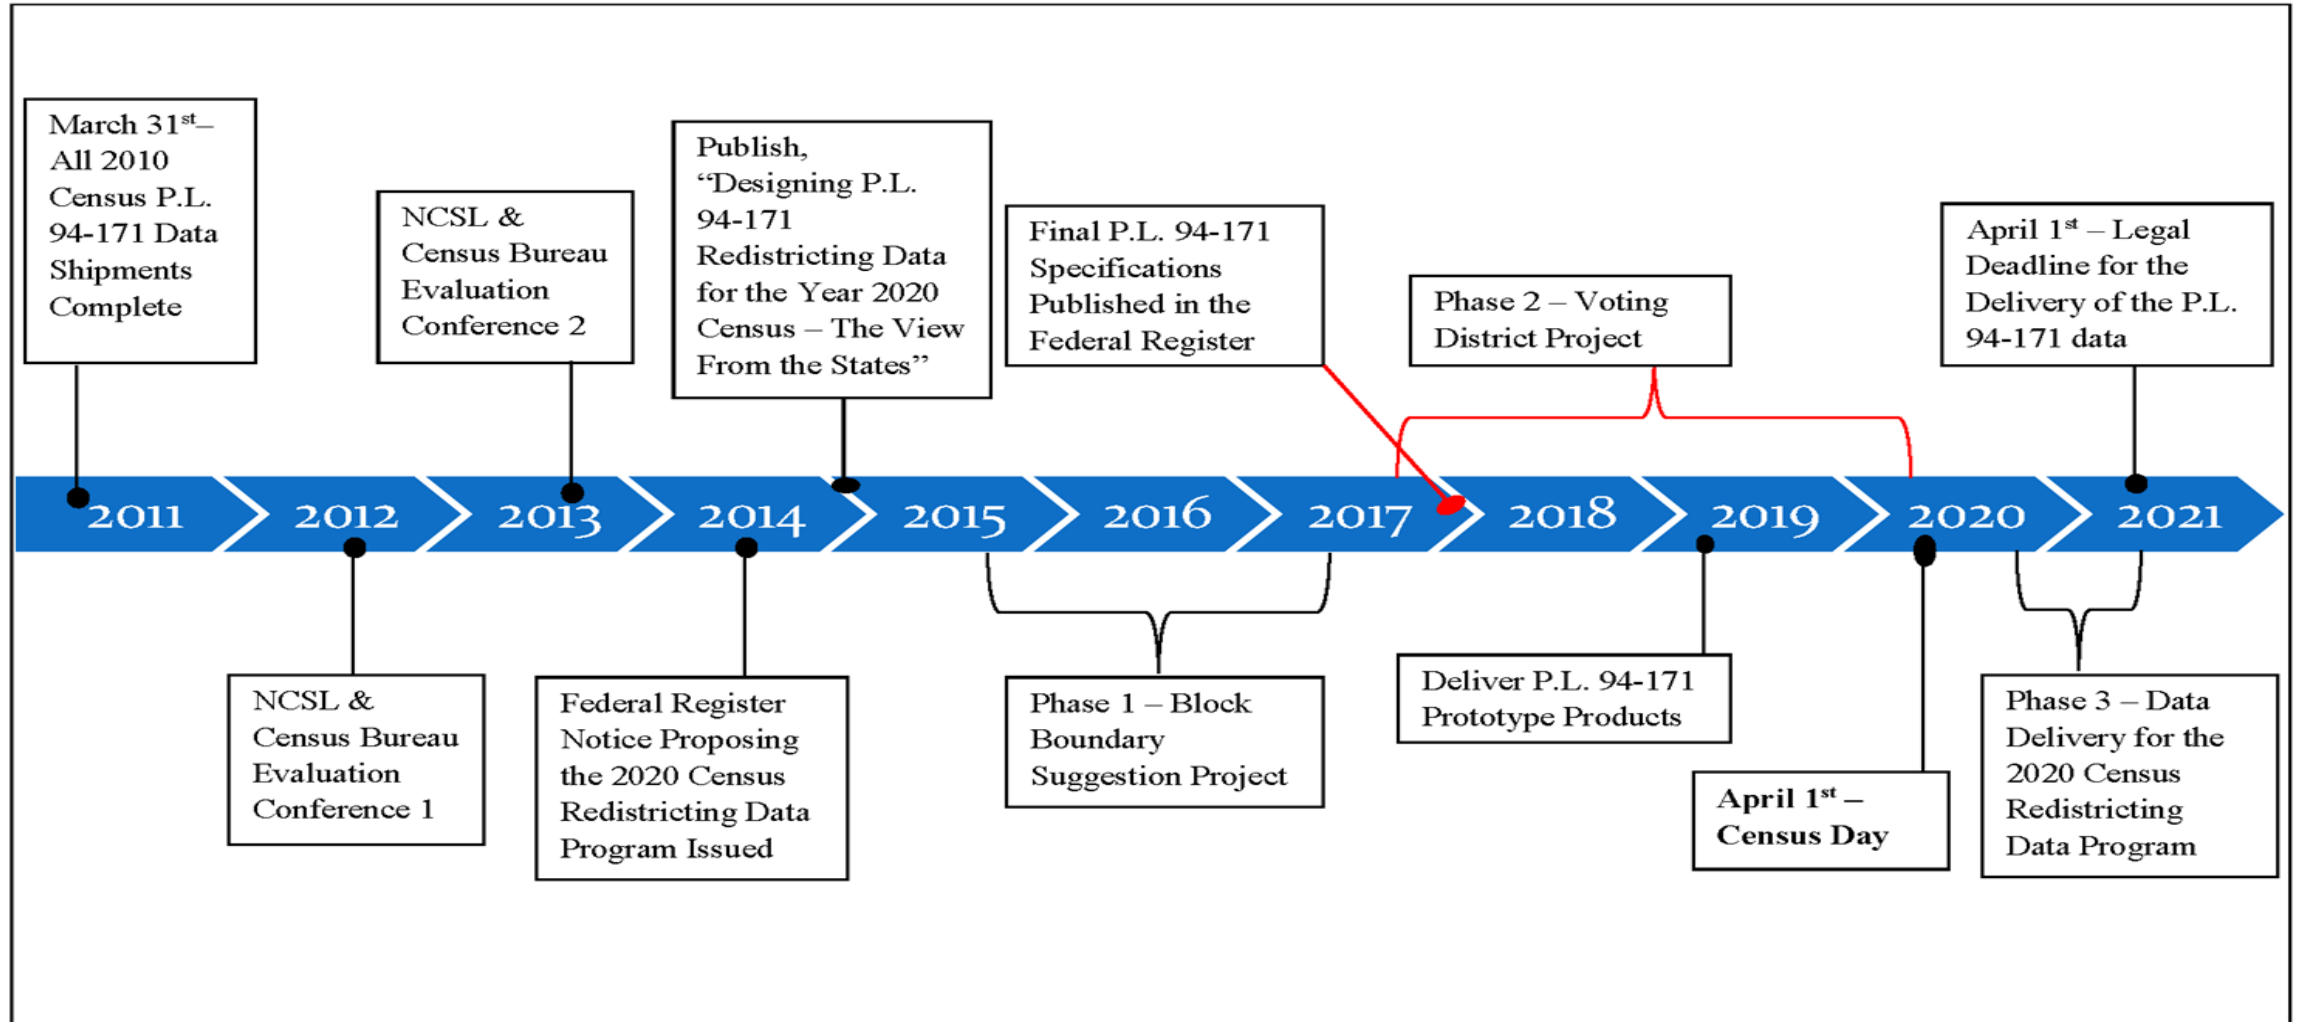 March 31st–
All 2010
Census P.L.
94-171 Data
Shipments
Complete
NCSL &
Census Bureau
Evaluation
Conference 2
Publish,
“Designing P.L.
94-171
Redistricting Data
for the Year 2020
Census – The View
From the States”
Final P.L. 94-171
Specifications
Published in the
Federal Register
Phase 2 – Voting
District Project
April 1st – Legal
Deadline for the
Delivery of the P.L.
94-171 data
2011 2012 2013 2014 2015 2016 2017 2018 2019 2020 2021
NCSL &
Census Bureau
Evaluation
Conference 1
Federal Register
Notice Proposing
the 2020 Census
Redistricting Data
Program Issued
Phase 1 – Block
Boundary
Suggestion Project
Deliver P.L. 94-171
Prototype Products
April 1st –
Census Day
Phase 3 – Data
Delivery for the
2020 Census
Redistricting
Data Program